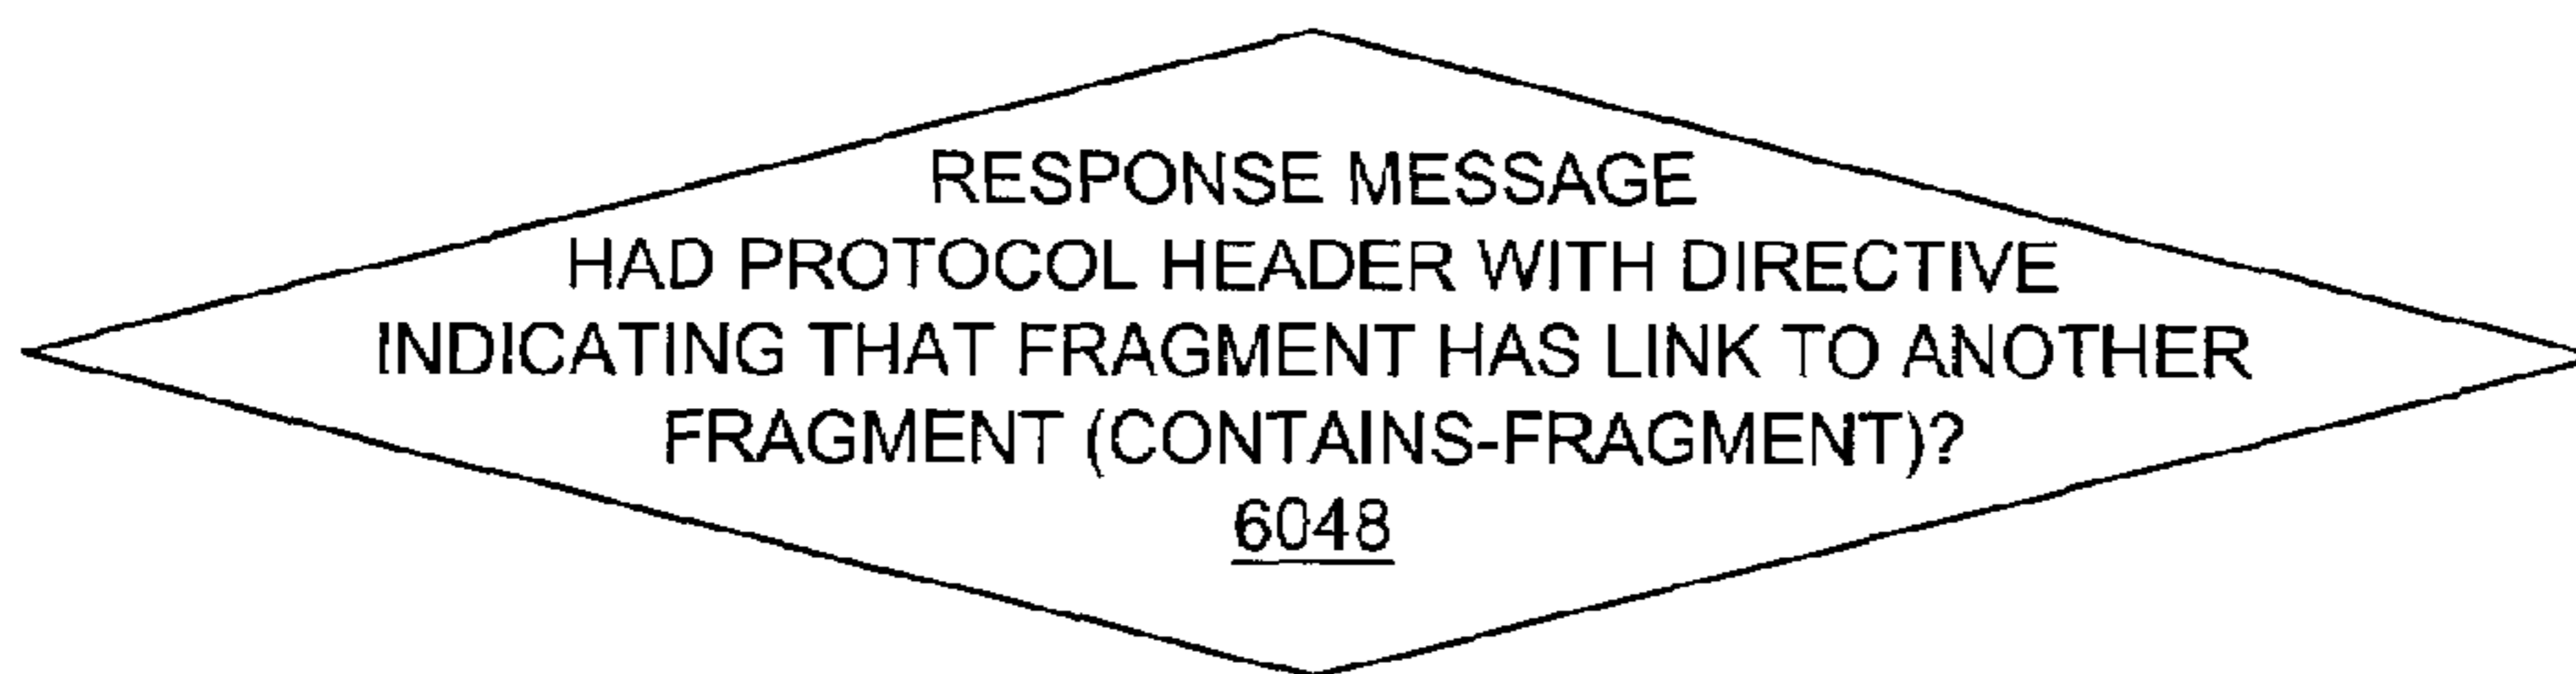 RESPONSE MESSAGE
HAD PROTOCOL HEADER WITH DIRECTIVE
INDICATING THAT FRAGMENT HAS LINK TO ANOTHER
FRAGMENT (CONTAINS-FRAGMENT)?
6048